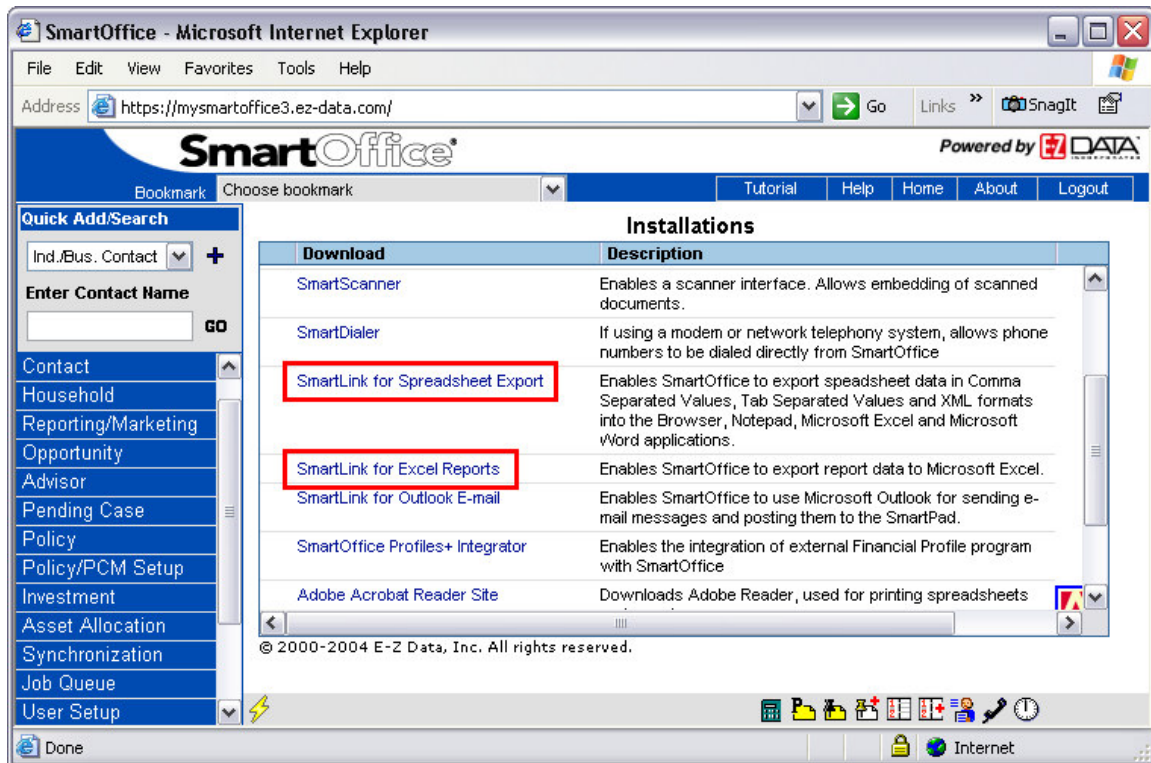 SmartOffice - Microsoft Internet Explorer
File Edit View Favorites Tools Help
Address https://mysmartoffice3.ez-data.com/ Go Links » SnagIt
SmartOffice
Powered by EZ DATA
INCORPORATED
Bookmark Choose bookmark Tutorial Help Home About Logout
Quick Add/Search
Ind./Bus. Contact
Enter Contact Name
GO
Contact
Household
Reporting/Marketing
Opportunity
Advisor
Pending Case
Policy
Policy/PCM Setup
Investment
Asset Allocation
Synchronization
Job Queue
User Setup
Installations
Download Description
SmartScanner Enables a scanner interface. Allows embedding of scanned
documents.
SmartDialer If using a modem or network telephony system, allows phone
numbers to be dialed directly from SmartOffice
SmartLink for Spreadsheet Export Enables SmartOffice to export speadsheet data in Comma
Separated Values, Tab Separated Values and XML formats
into the Browser, Notepad, Microsoft Excel and Microsoft
Word applications.
SmartLink for Excel Reports Enables SmartOffice to export report data to Microsoft Excel.
SmartLink for Outlook E-mail Enables SmartOffice to use Microsoft Outlook for sending e-
mail messages and posting them to the SmartPad.
SmartOffice Profiles+ Integrator Enables the integration of external Financial Profile program
with SmartOffice
Adobe Acrobat Reader Site Downloads Adobe Reader, used for printing spreadsheets
© 2000-2004 E-Z Data, Inc. All rights reserved.
Done Internet